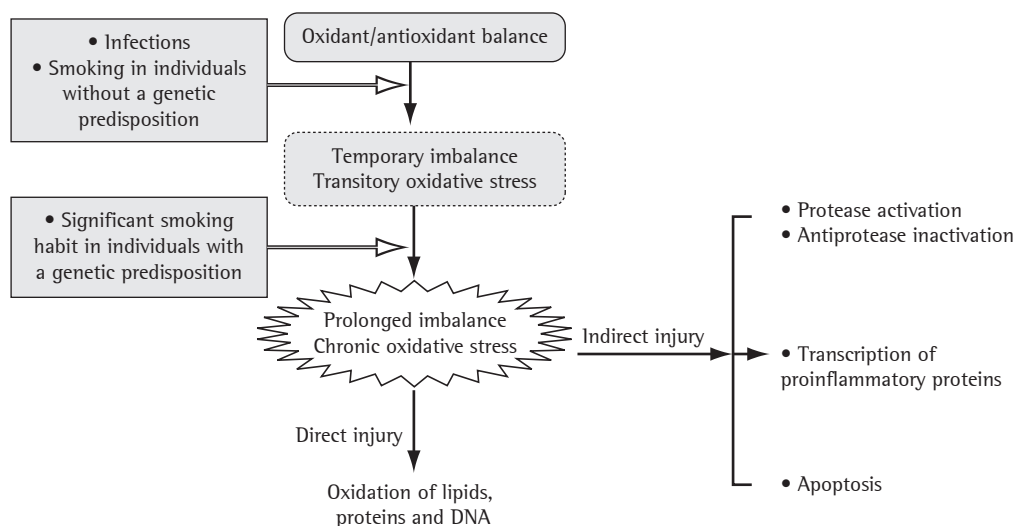 • Infections
• Smoking in individuals
without a genetic
predisposition
Oxidant/antioxidant balance
Temporary imbalance
Transitory oxidative stress
• Significant smoking
habit in individuals with
a genetic predisposition
Prolonged imbalance
Chronic oxidative stress
Indirect injury
• Protease activation
• Antiprotease inactivation
• Transcription of
proinflammatory proteins
• Apoptosis
Direct injury
Oxidation of lipids,
proteins and DNA